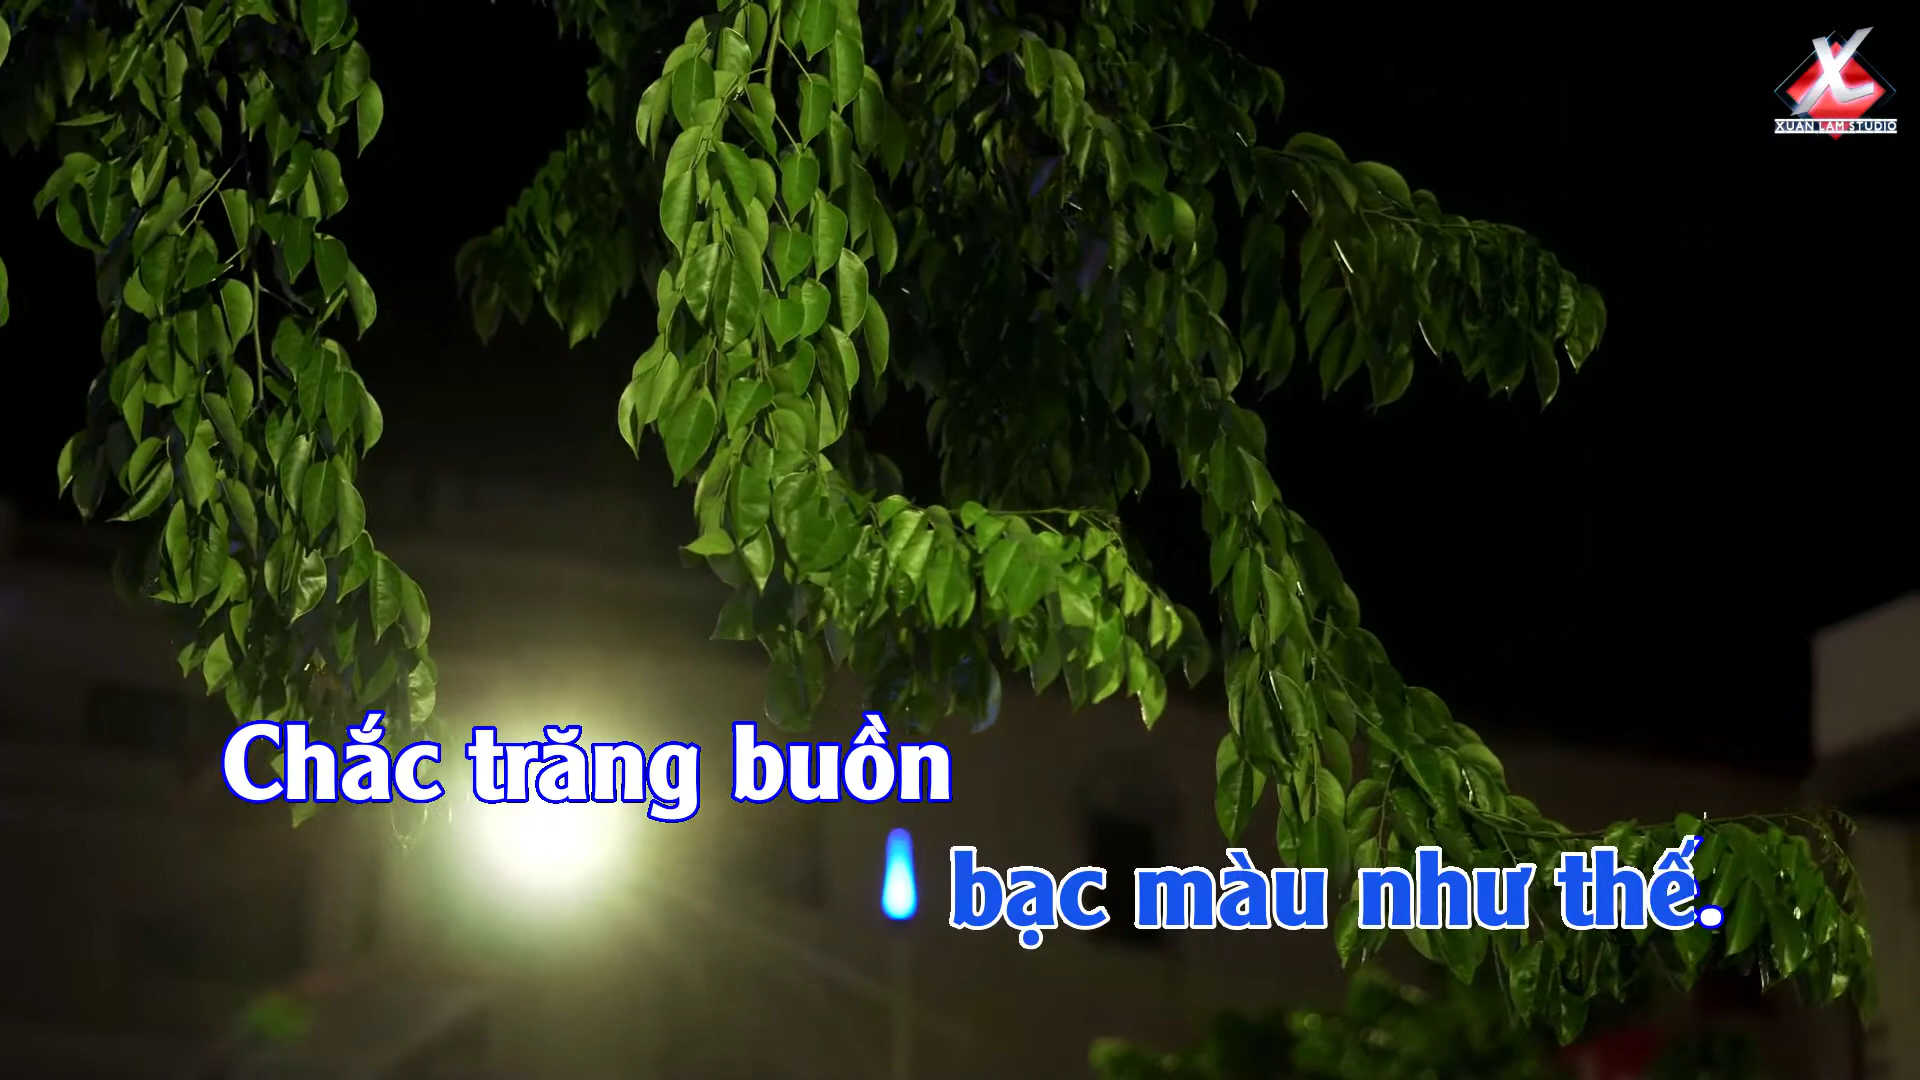 XUAN LAM STUDIO
Chắc trăng buồn
bạc màu như thế.